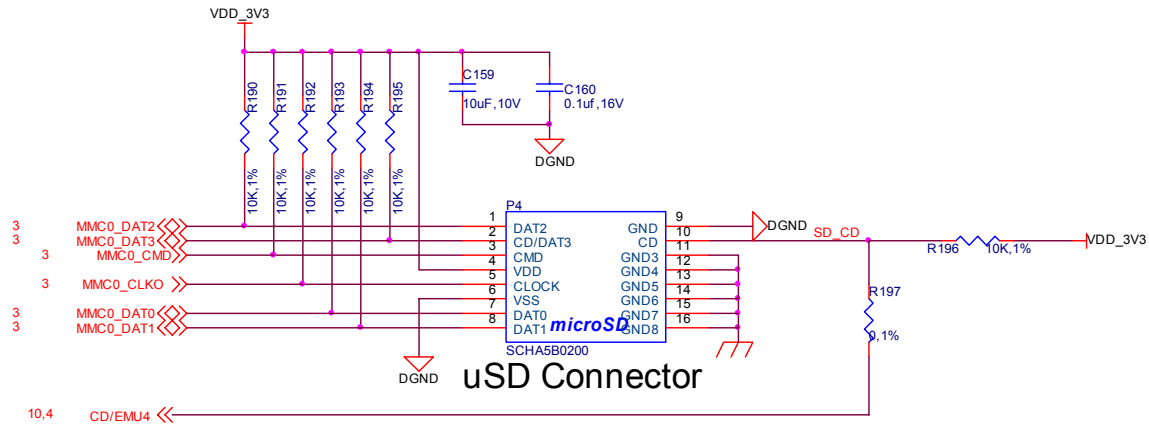 VDD_3V3
R190
R191
R192
R193
R194
R195
10K,1%
10K,1%
10K,1%
10K,1%
10K,1%
10K,1%
C159
10uF,10V
C160
0.1uf,16V
DGND
P4
3 MMC0_DAT2 1 DAT2 GND 9 DGND
3 MMC0_DAT3 2 CD/DAT3 CD 10 SD_CD R196 10K,1% VDD_3V3
3 MMC0_CMD 3 CMD GND3 11
4 VDD GND4 12
3 MMC0_CLKO 5 CLOCK GND5 13
6 VSS GND6 14
3 MMC0_DAT0 7 DAT0 GND7 15
3 MMC0_DAT1 8 DAT1 microSD GND8 16
R197
0,1%
SCHA5B0200
DGND
uSD Connector
10,4 CD/EMU4